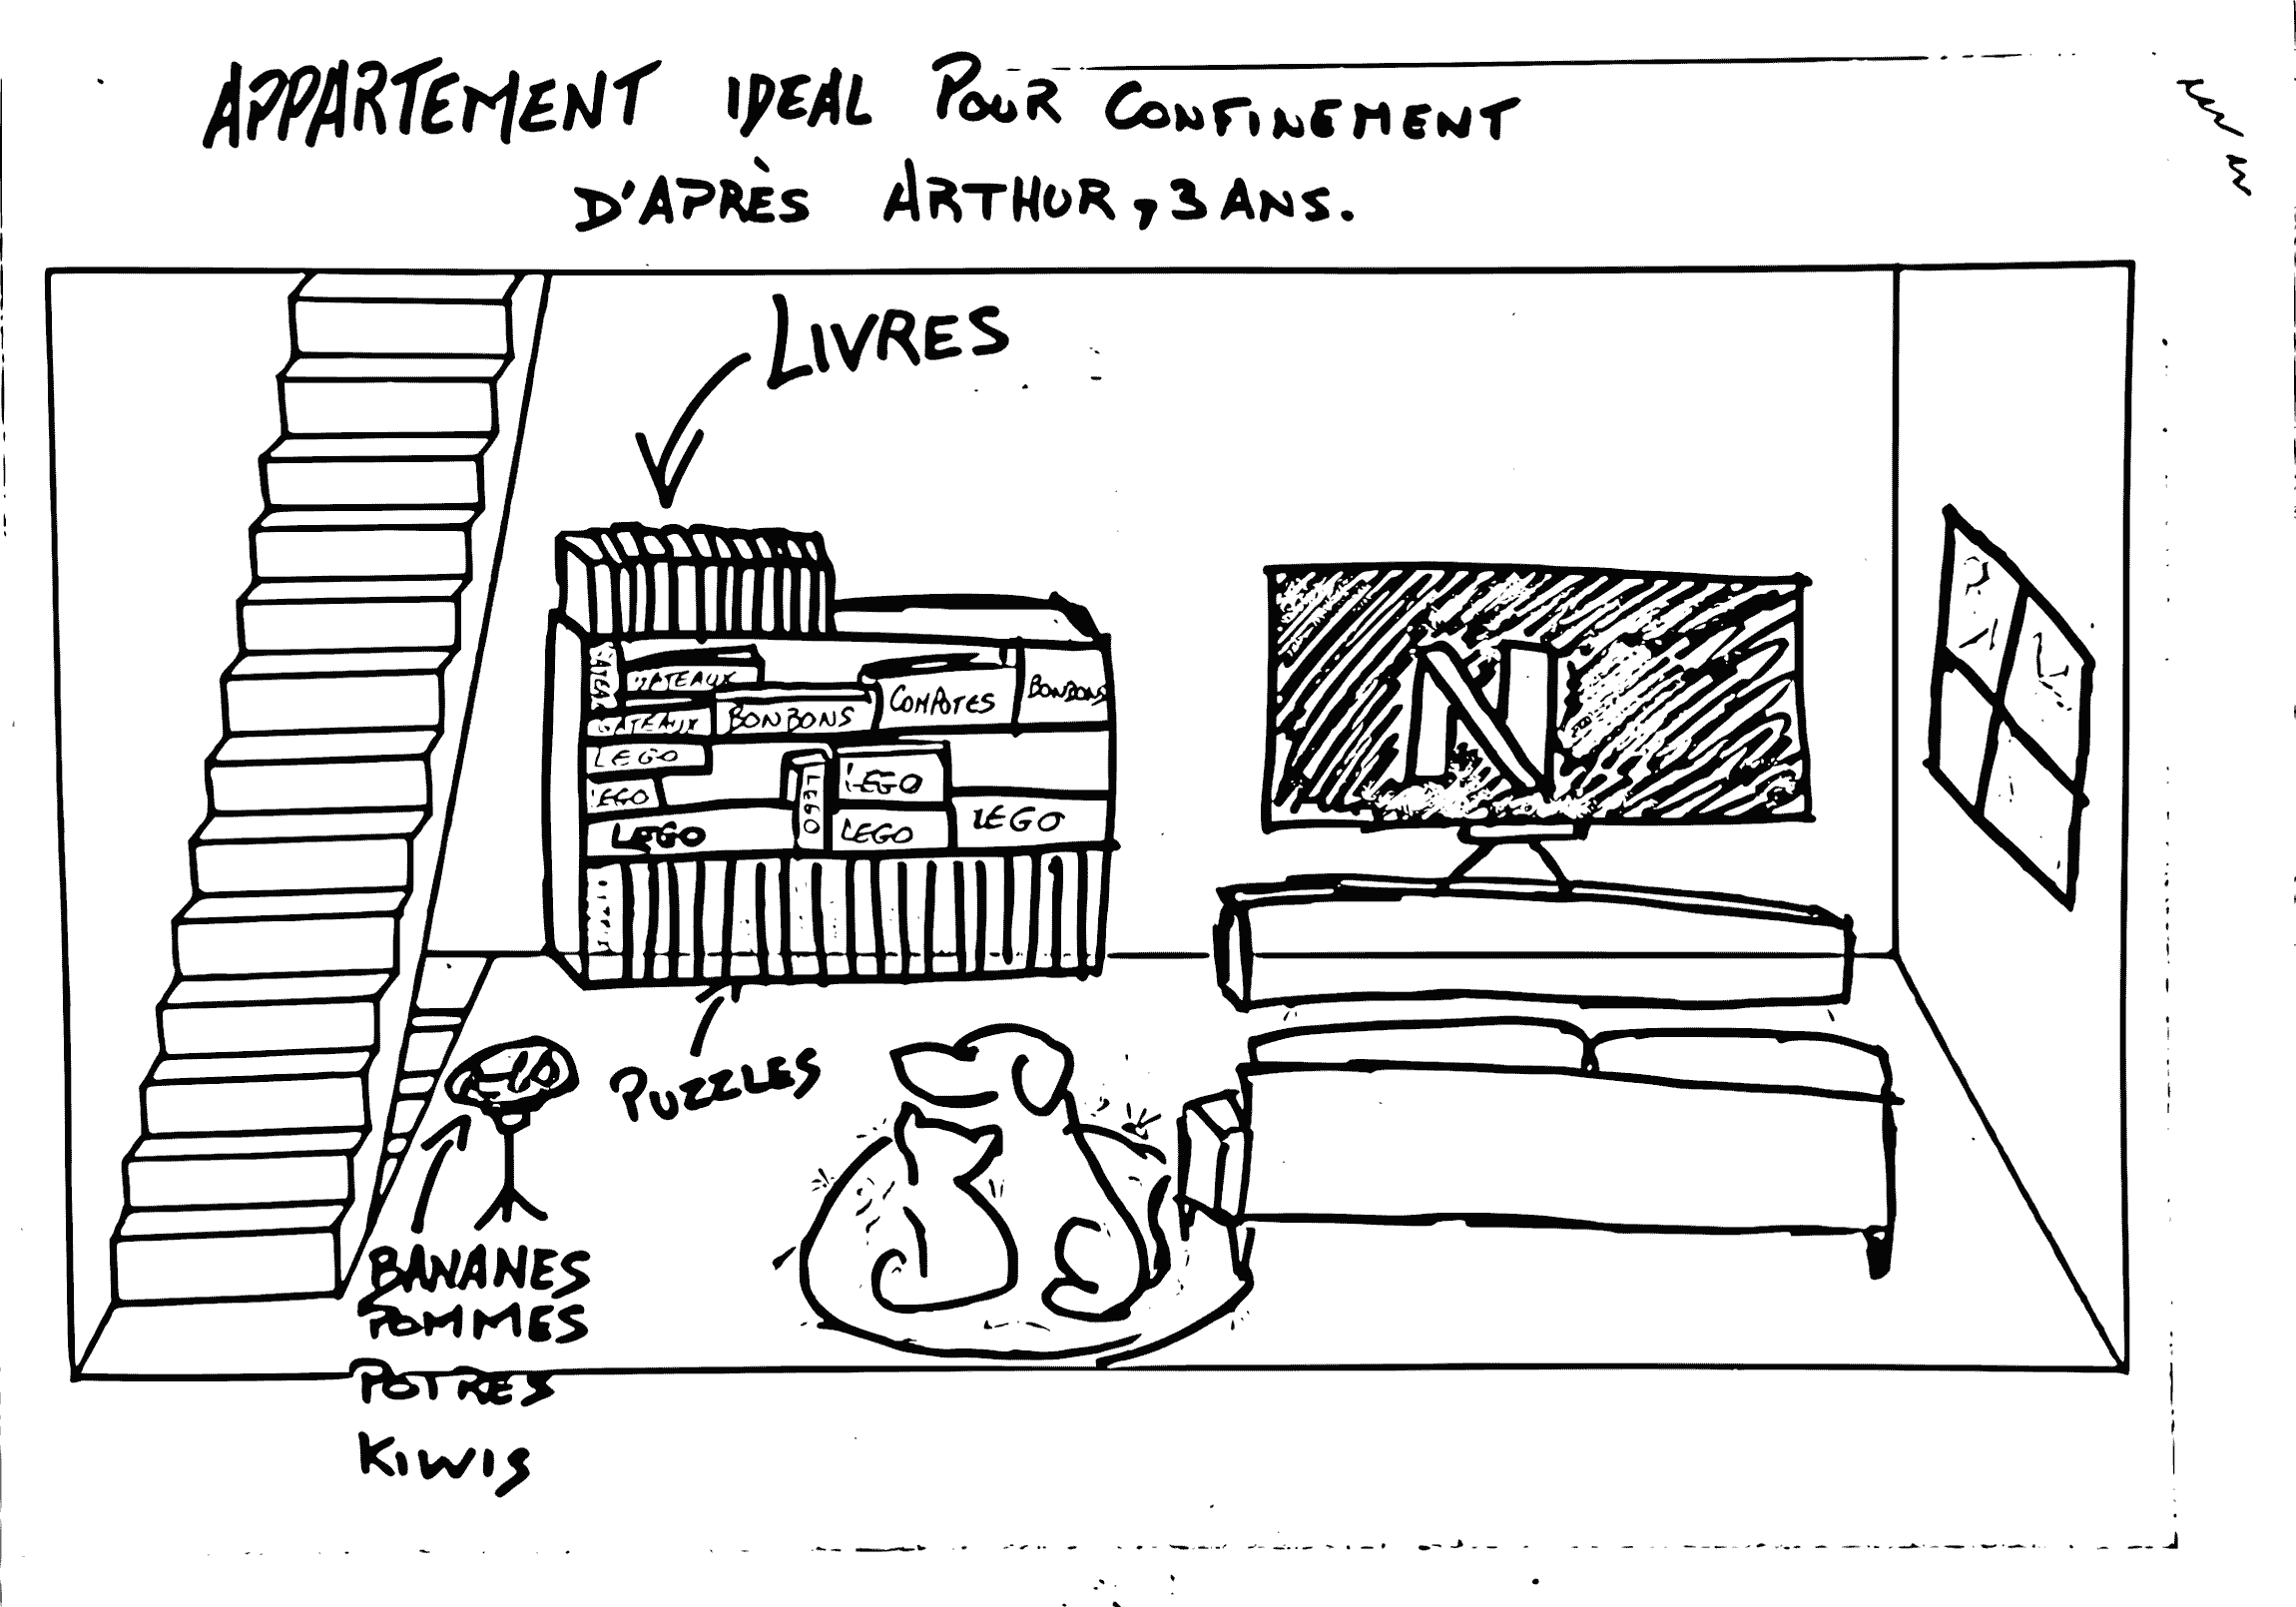 APPARTEMENT IDEAL POUR CONFINEMENT
D'APRÈS ARTHUR, 3 ANS.
LIVRES
GATEAUX
GATEAUX
BONBONS
COMPOTES
BONBONS
LEGO
LEGO
LEGO
LEGO
LEGO
LEGO
LEGO
N
PUZZLES
BANANES
POMMES
POIRES
KIWIS